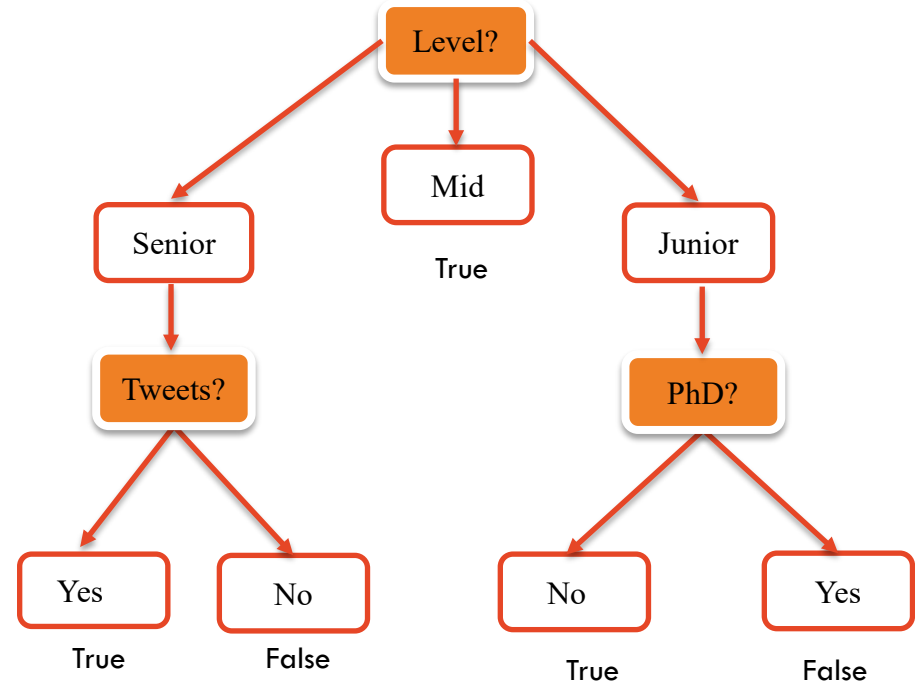 Level?
Mid
True
Senior
Junior
Tweets?
PhD?
Yes
No
No
Yes
True
False
True
False